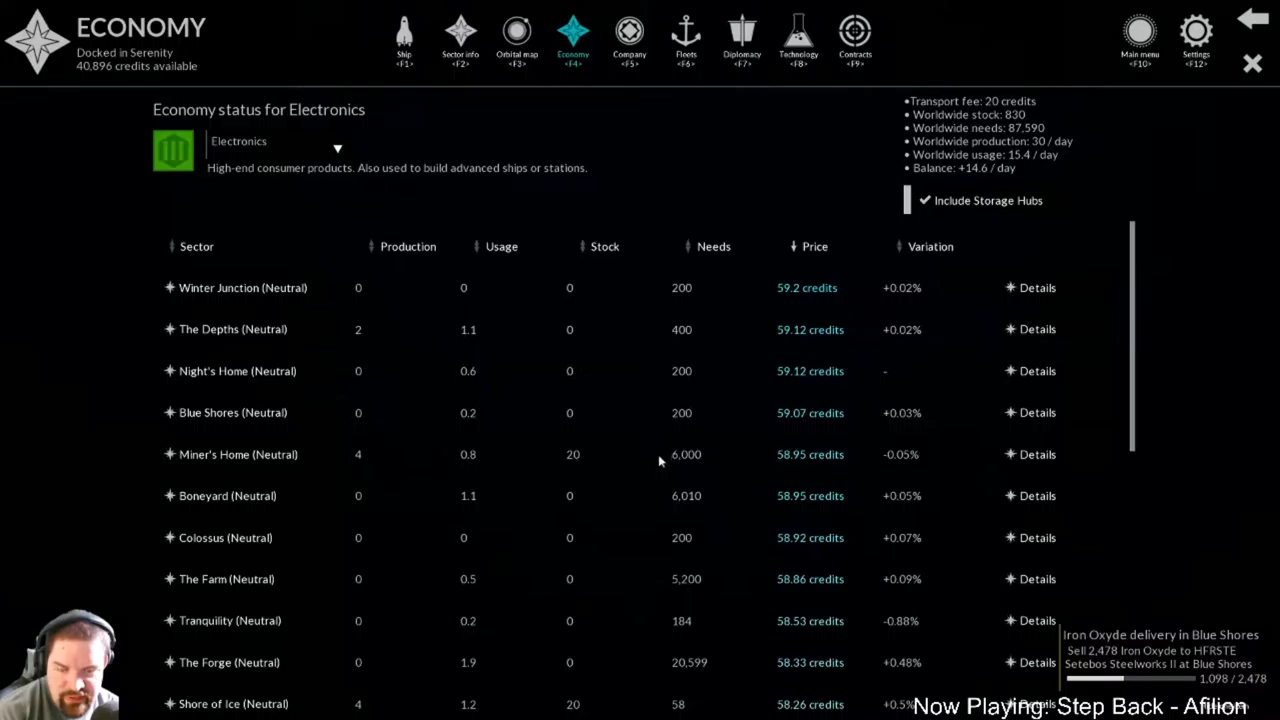 ECONOMY
Docked in Serenity
40,896 credits available
Ship
<F1>
Sector info
<F2>
Orbital map
<F3>
Economy
<F4>
Company
<F5>
Fleets
<F6>
Diplomacy
<F7>
Technology
<F8>
Contracts
<F9>
Main menu
<F10>
Settings
<F12>
Economy status for Electronics
Electronics
High-end consumer products. Also used to build advanced ships or stations.
•Transport fee: 20 credits
• Worldwide stock: 830
• Worldwide needs: 87,590
• Worldwide production: 30 / day
• Worldwide usage: 15.4 / day
• Balance: +14.6 / day
Include Storage Hubs
Sector Production Usage Stock Needs Price Variation
Winter Junction (Neutral) 0 0 0 200 59.2 credits +0.02% Details
The Depths (Neutral) 2 1.1 0 400 59.12 credits +0.02% Details
Night's Home (Neutral) 0 0.6 0 200 59.12 credits - Details
Blue Shores (Neutral) 0 0.2 0 200 59.07 credits +0.03% Details
Miner's Home (Neutral) 4 0.8 20 6,000 58.95 credits -0.05% Details
Boneyard (Neutral) 0 1.1 0 6,010 58.95 credits +0.05% Details
Colossus (Neutral) 0 0 0 200 58.92 credits +0.07% Details
The Farm (Neutral) 0 0.5 0 5,200 58.86 credits +0.09% Details
Tranquility (Neutral) 0 0.2 0 184 58.53 credits -0.88% Details
The Forge (Neutral) 0 1.9 0 20,599 58.33 credits +0.48% Details
Shore of Ice (Neutral) 4 1.2 20 58 58.26 credits
Iron Oxyde delivery in Blue Shores
Sell 2,478 Iron Oxyde to HFRSTE
Setebos Steelworks II at Blue Shores
1,098 / 2,478
Now Playing: Step Back - Aflion